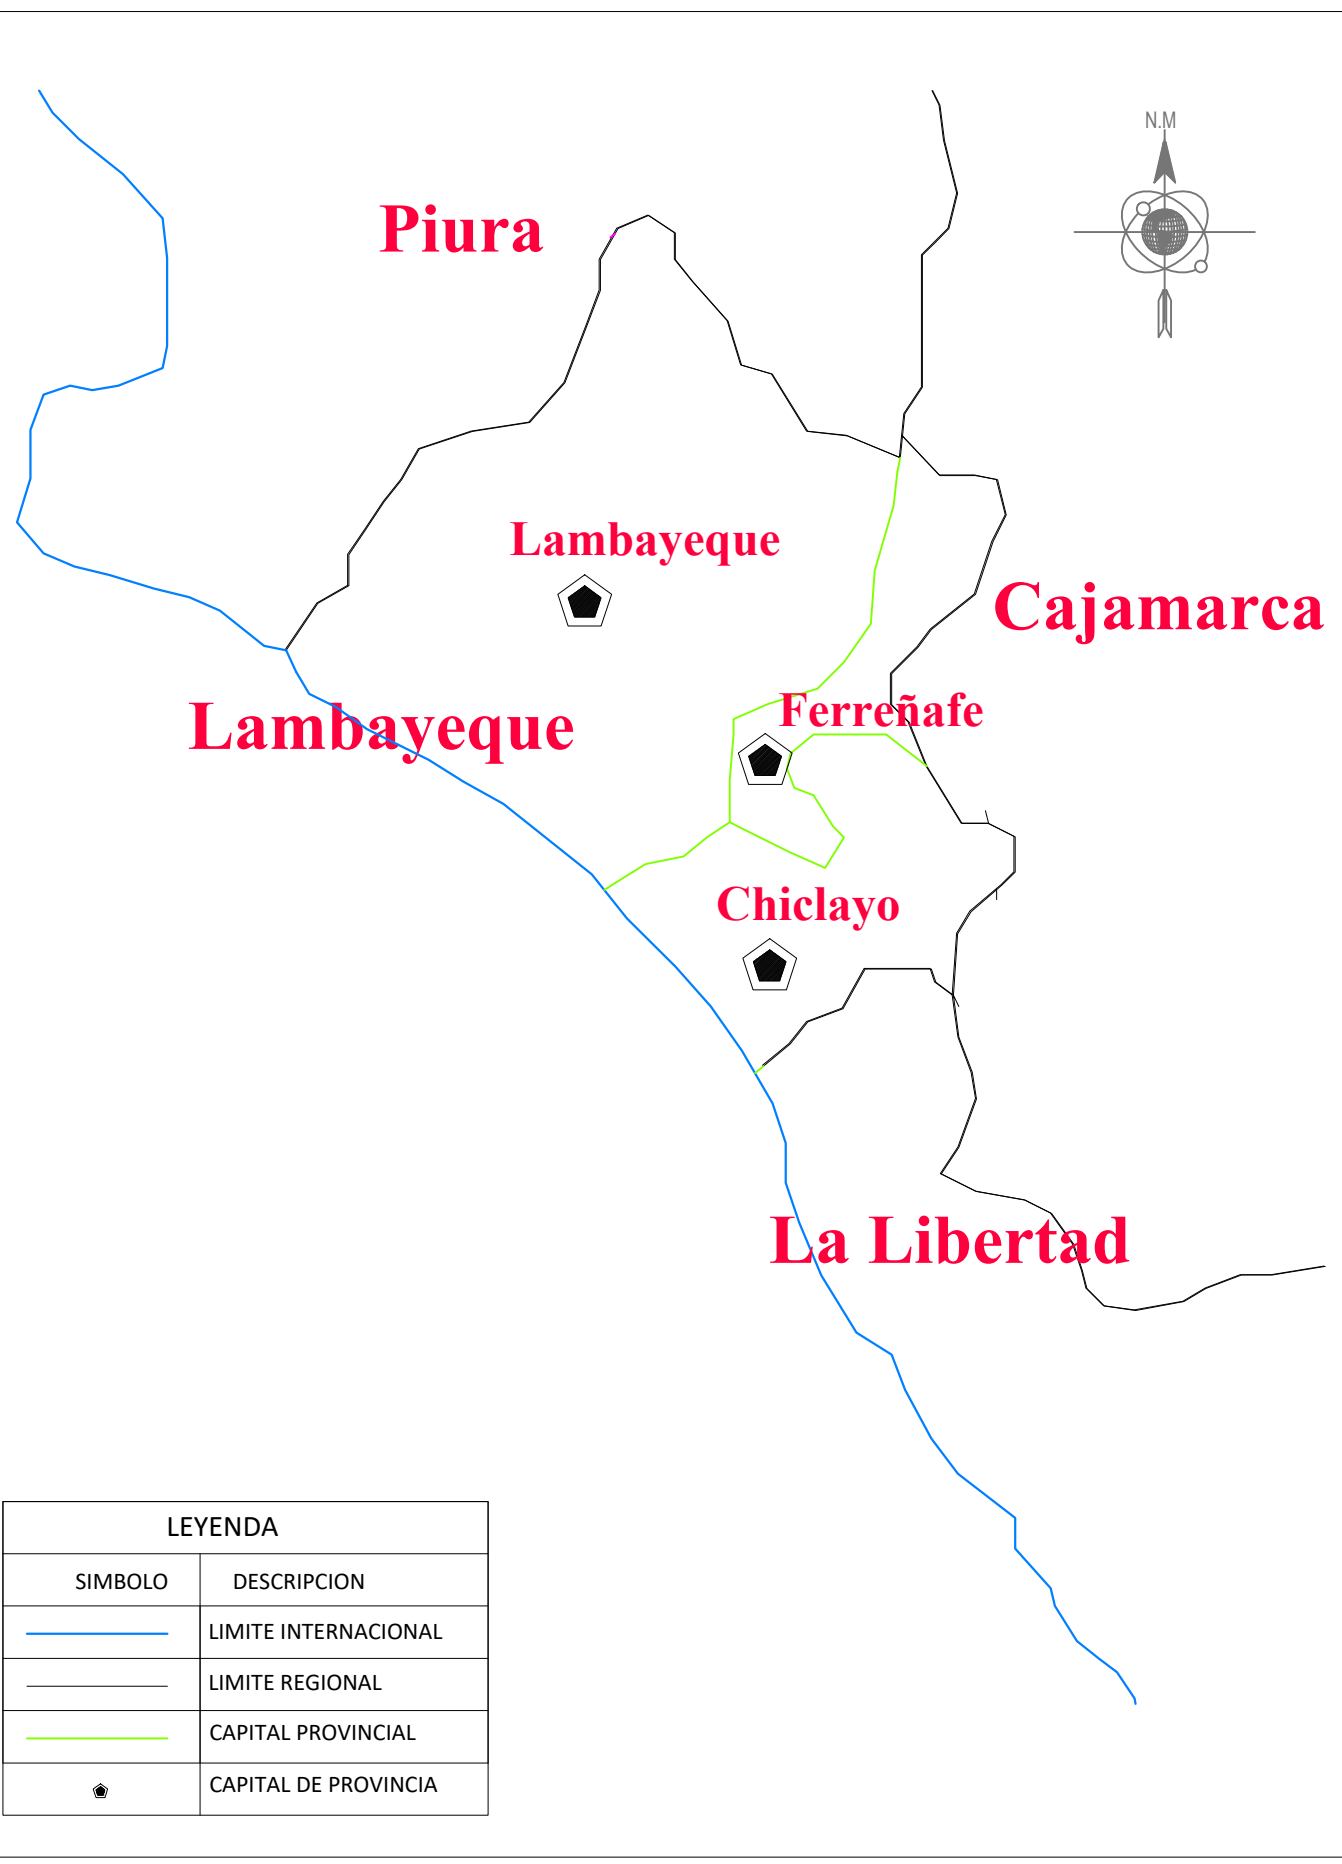 N.M
Piura
Lambayeque
Cajamarca
Ferreñafe
Lambayeque
Chiclayo
La Libertad
LEYENDA
SIMBOLO DESCRIPCION
LIMITE INTERNACIONAL
LIMITE REGIONAL
CAPITAL PROVINCIAL
CAPITAL DE PROVINCIA